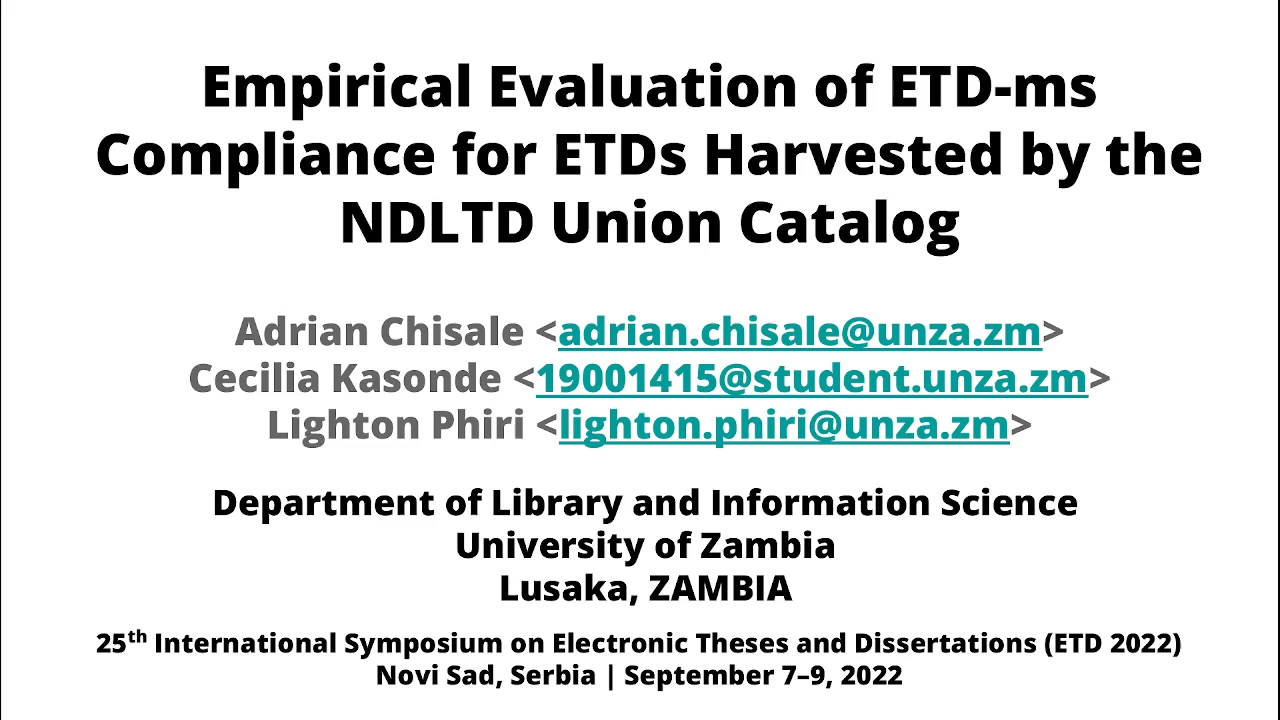 Empirical Evaluation of ETD-ms
Compliance for ETDs Harvested by the
NDLTD Union Catalog
Adrian Chisale <adrian.chisale@unza.zm>
Cecilia Kasonde <19001415@student.unza.zm>
Lighton Phiri <lighton.phiri@unza.zm>
Department of Library and Information Science
University of Zambia
Lusaka, ZAMBIA
25th International Symposium on Electronic Theses and Dissertations (ETD 2022)
Novi Sad, Serbia | September 7–9, 2022